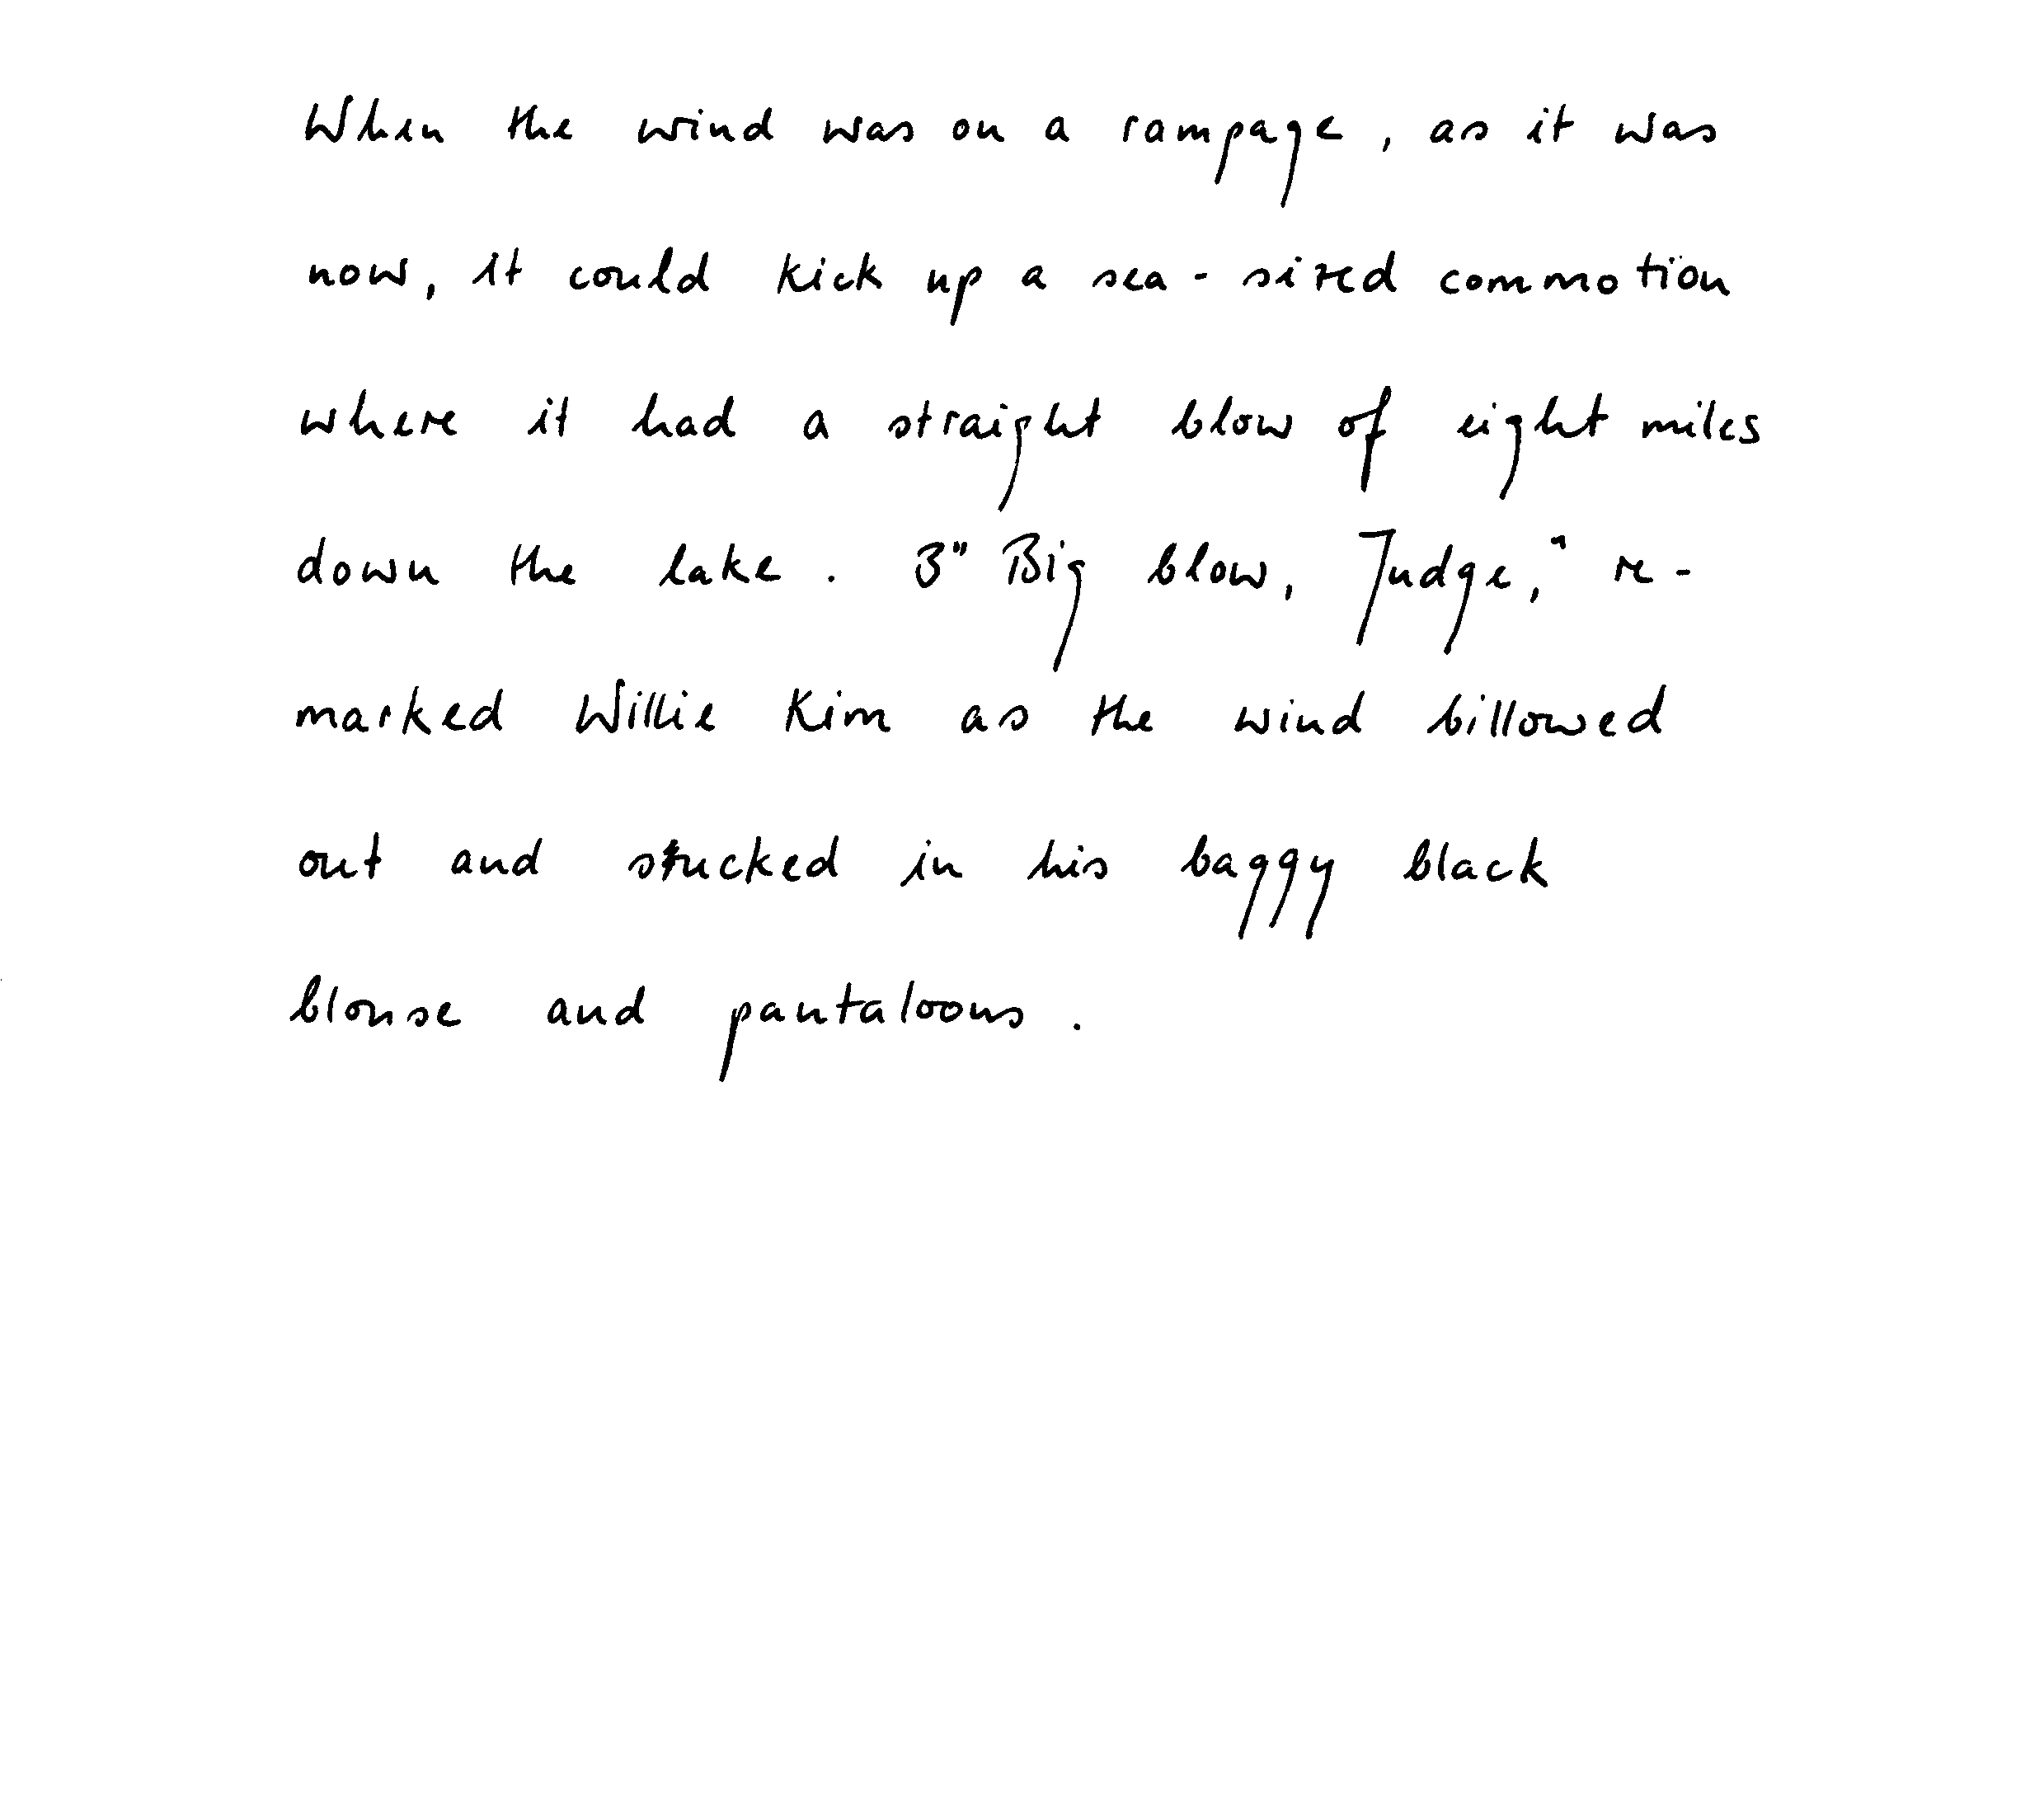 When the wind was on a rampage, as it was
now, it could kick up a sea-sized commotion
where it had a straight blow of eight miles
down the lake. 3" Big blow, Judge," re-
marked Willie Kim as the wind billowed
out and stucked in his baggy black
blouse and pantaloons.